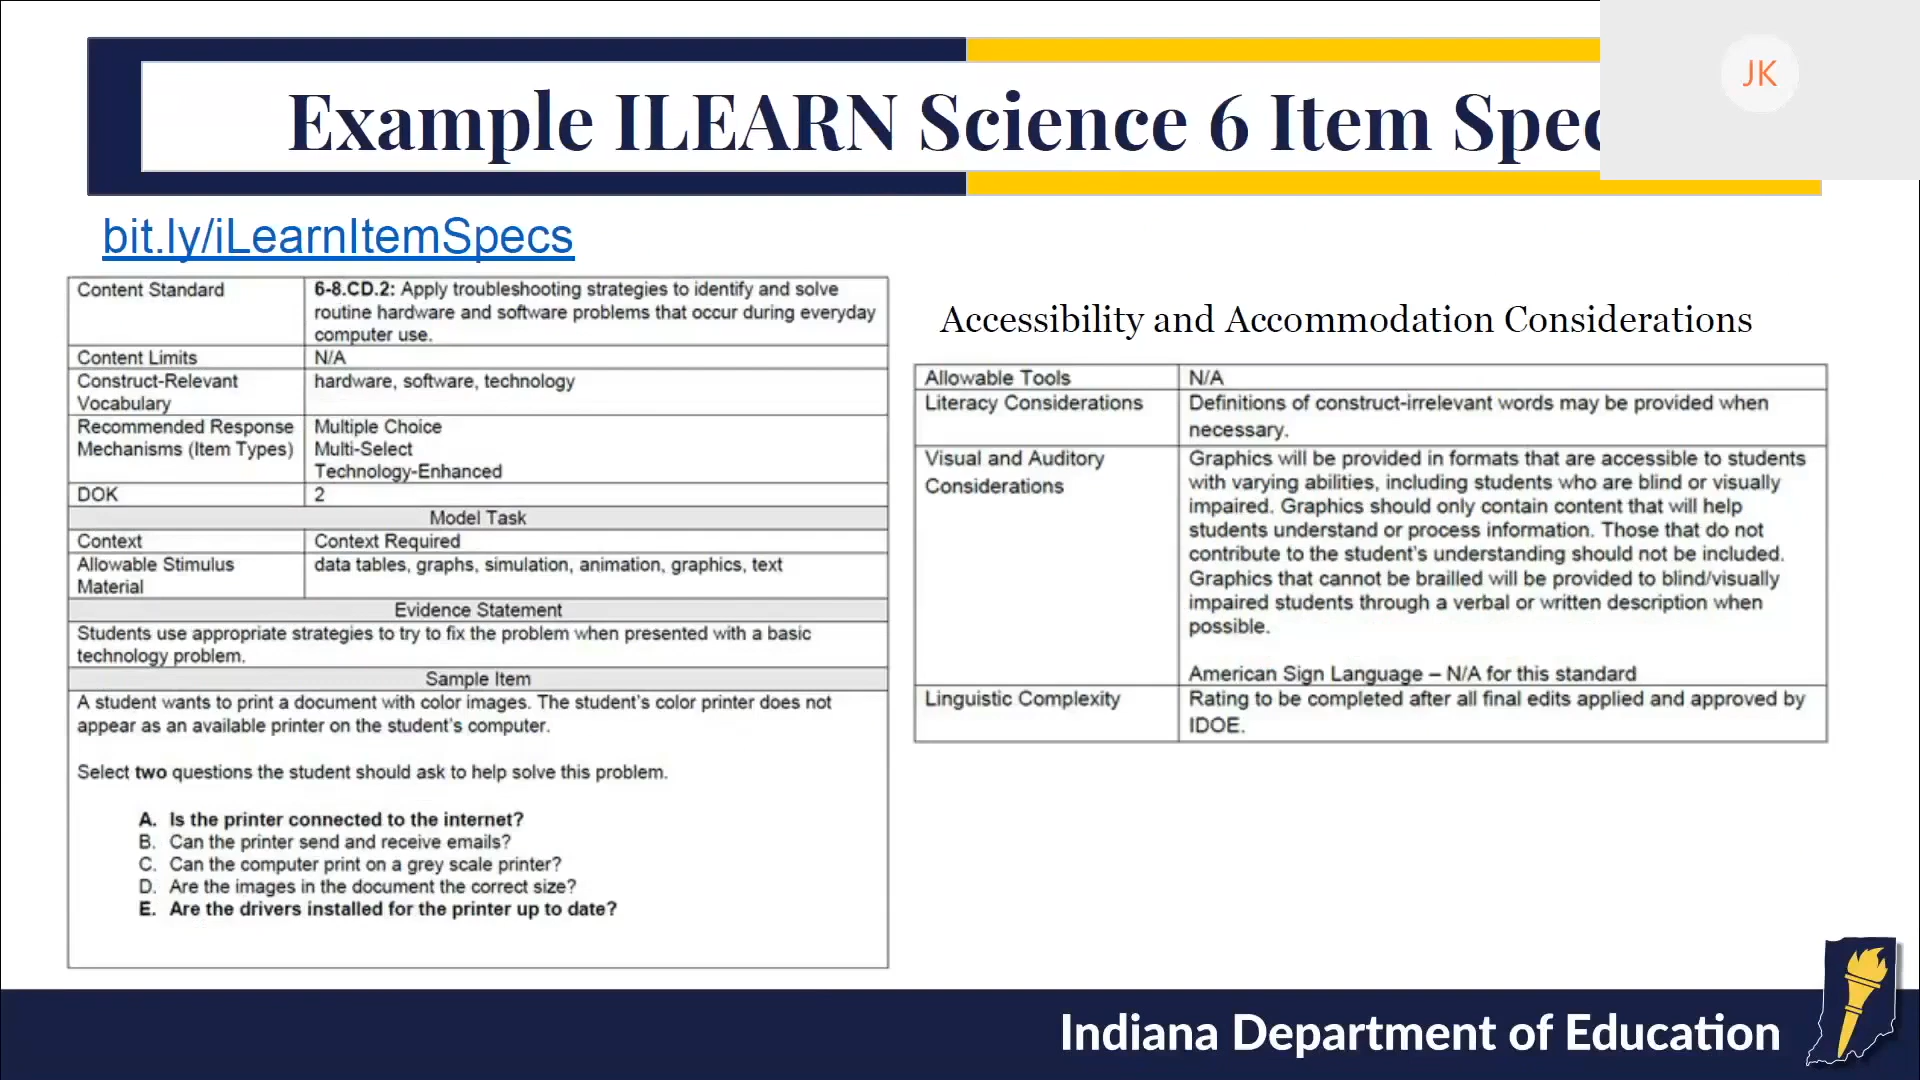 Example ILEARN Science 6 Item Spec
JK
bit.ly/iLearnItemSpecs
Content Standard
6-8.CD.2: Apply troubleshooting strategies to identify and solve
routine hardware and software problems that occur during everyday
computer use.
Content Limits
N/A
Construct-Relevant
Vocabulary
hardware, software, technology
Recommended Response
Mechanisms (Item Types)
Multiple Choice
Multi-Select
Technology-Enhanced
DOK
2
Model Task
Context
Context Required
Allowable Stimulus
Material
data tables, graphs, simulation, animation, graphics, text
Evidence Statement
Students use appropriate strategies to try to fix the problem when presented with a basic
technology problem.
Sample Item
A student wants to print a document with color images. The student's color printer does not
appear as an available printer on the student's computer.
Select two questions the student should ask to help solve this problem.
A. Is the printer connected to the internet?
B. Can the printer send and receive emails?
C. Can the computer print on a grey scale printer?
D. Are the images in the document the correct size?
E. Are the drivers installed for the printer up to date?
Accessibility and Accommodation Considerations
Allowable Tools
N/A
Literacy Considerations
Definitions of construct-irrelevant words may be provided when
necessary.
Visual and Auditory
Considerations
Graphics will be provided in formats that are accessible to students
with varying abilities, including students who are blind or visually
impaired. Graphics should only contain content that will help
students understand or process information. Those that do not
contribute to the student's understanding should not be included.
Graphics that cannot be brailled will be provided to blind/visually
impaired students through a verbal or written description when
possible.
American Sign Language – N/A for this standard
Linguistic Complexity
Rating to be completed after all final edits applied and approved by
IDOE.
Indiana Department of Education